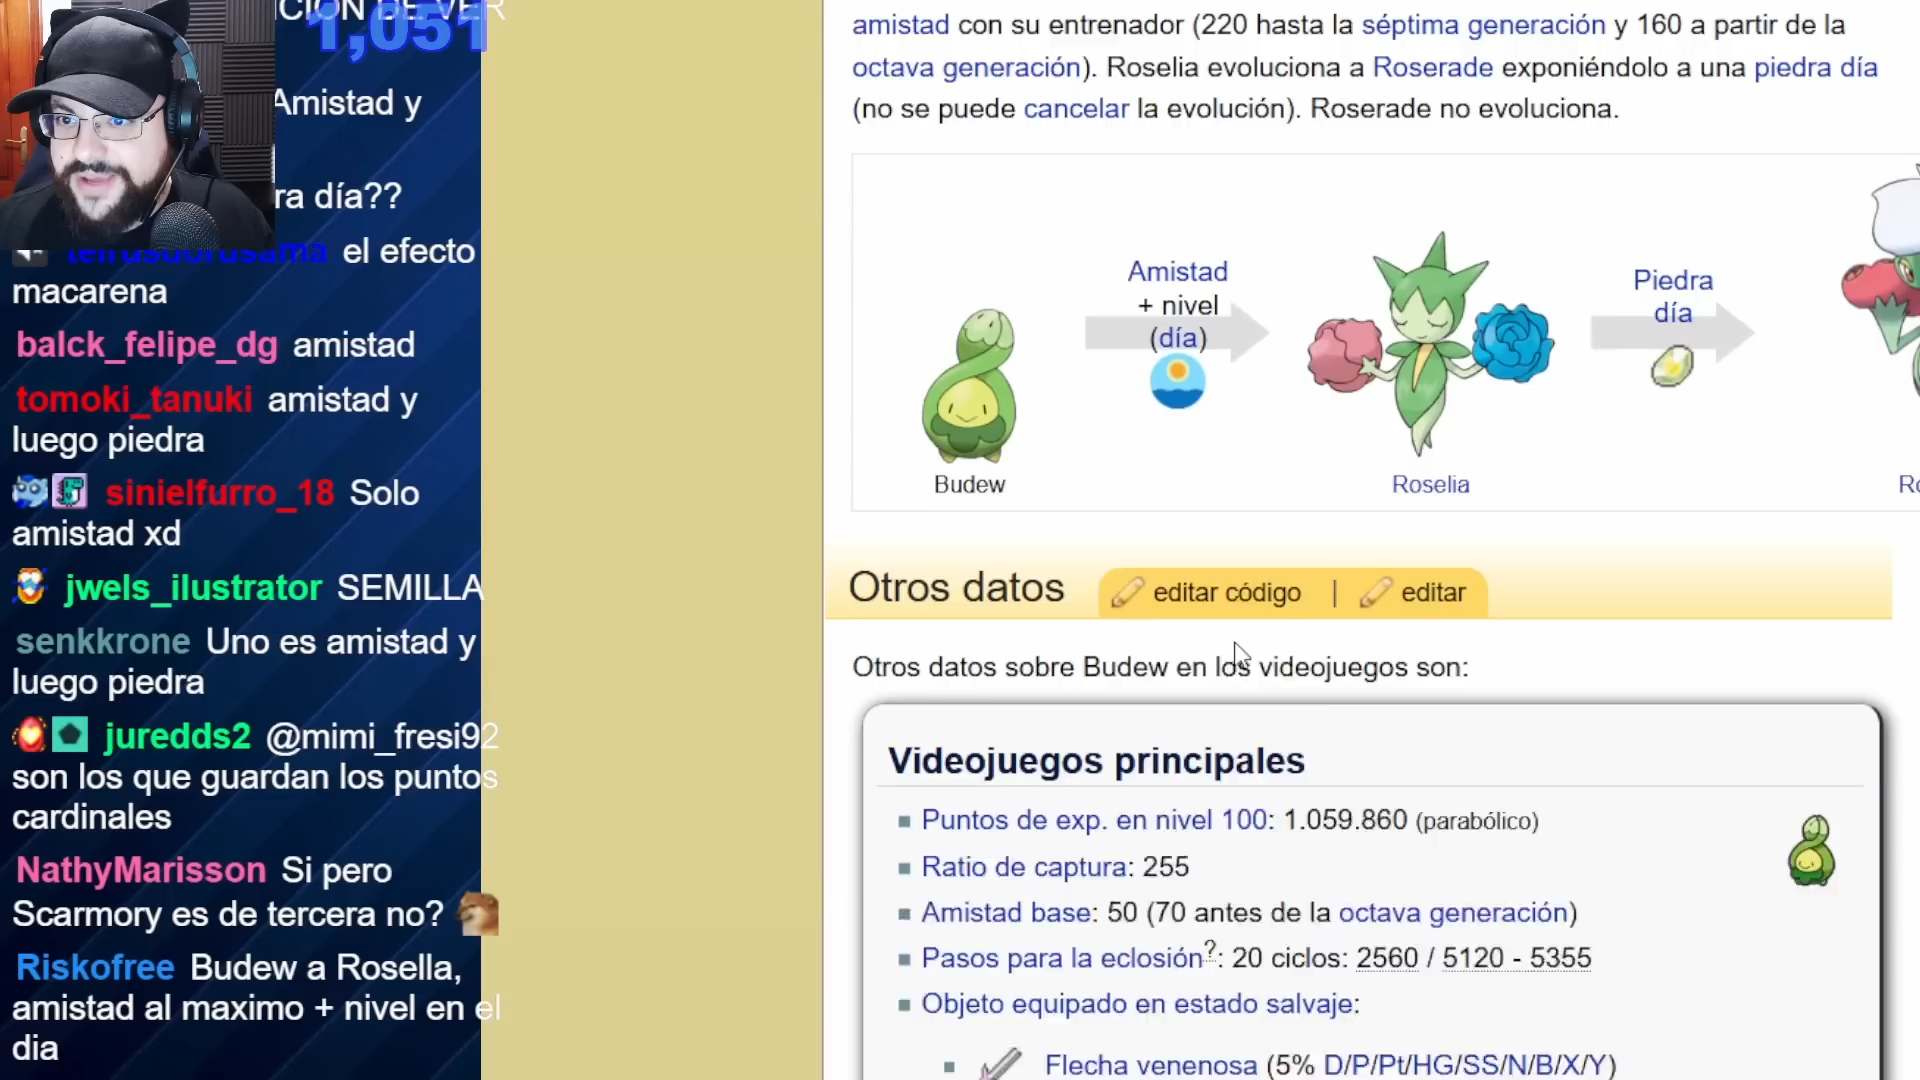 CIÓN DE VER
1,051
Amistad y
ra día??
el efecto
macarena
balck_felipe_dg amistad
tomoki_tanuki amistad y
luego piedra
sinielfurro_18 Solo
amistad xd
jwels_ilustrator SEMILLA
senkkrone Uno es amistad y
luego piedra
juredds2 @mimi_fresi92
son los que guardan los puntos
cardinales
NathyMarisson Si pero
Scarmory es de tercera no?
Riskofree Budew a Rosella,
amistad al maximo + nivel en el
dia
amistad con su entrenador (220 hasta la séptima generación y 160 a partir de la
octava generación). Roselia evoluciona a Roserade exponiéndolo a una piedra día
(no se puede cancelar la evolución). Roserade no evoluciona.
Amistad
+ nivel
(día)
Piedra
día
Budew
Roselia
Ro
Otros datos
editar código | editar
Otros datos sobre Budew en los videojuegos son:
Videojuegos principales
Puntos de exp. en nivel 100: 1.059.860 (parabólico)
Ratio de captura: 255
Amistad base: 50 (70 antes de la octava generación)
Pasos para la eclosión?: 20 ciclos: 2560 / 5120 - 5355
Objeto equipado en estado salvaje:
Flecha venenosa (5% D/P/Pt/HG/SS/N/B/X/Y)